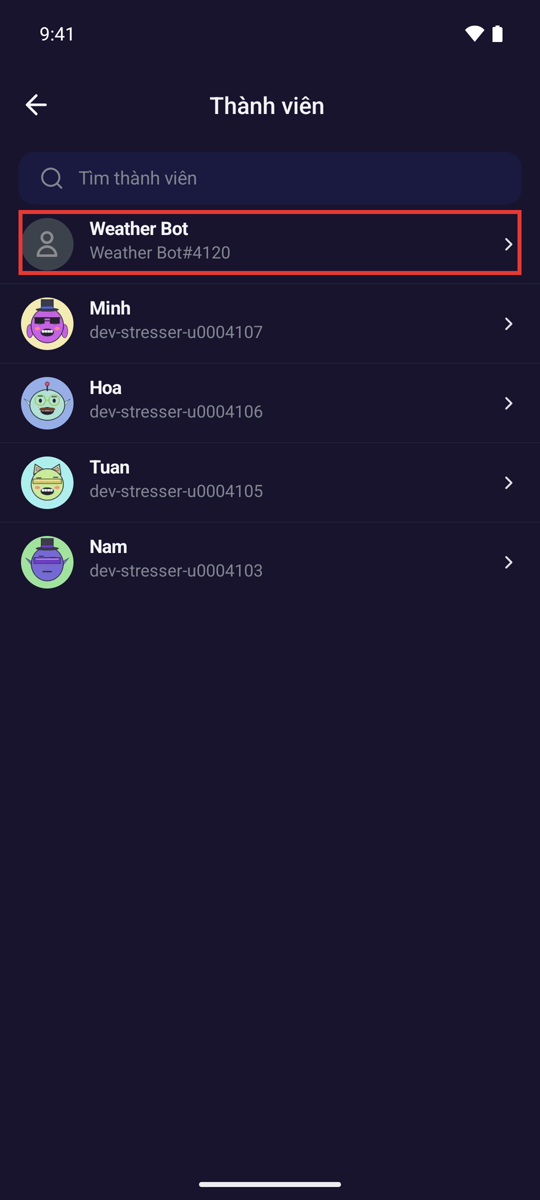 9:41
Thành viên
Tìm thành viên
Weather Bot
Weather Bot#4120
Minh
dev-stresser-u0004107
Hoa
dev-stresser-u0004106
Tuan
dev-stresser-u0004105
Nam
dev-stresser-u0004103